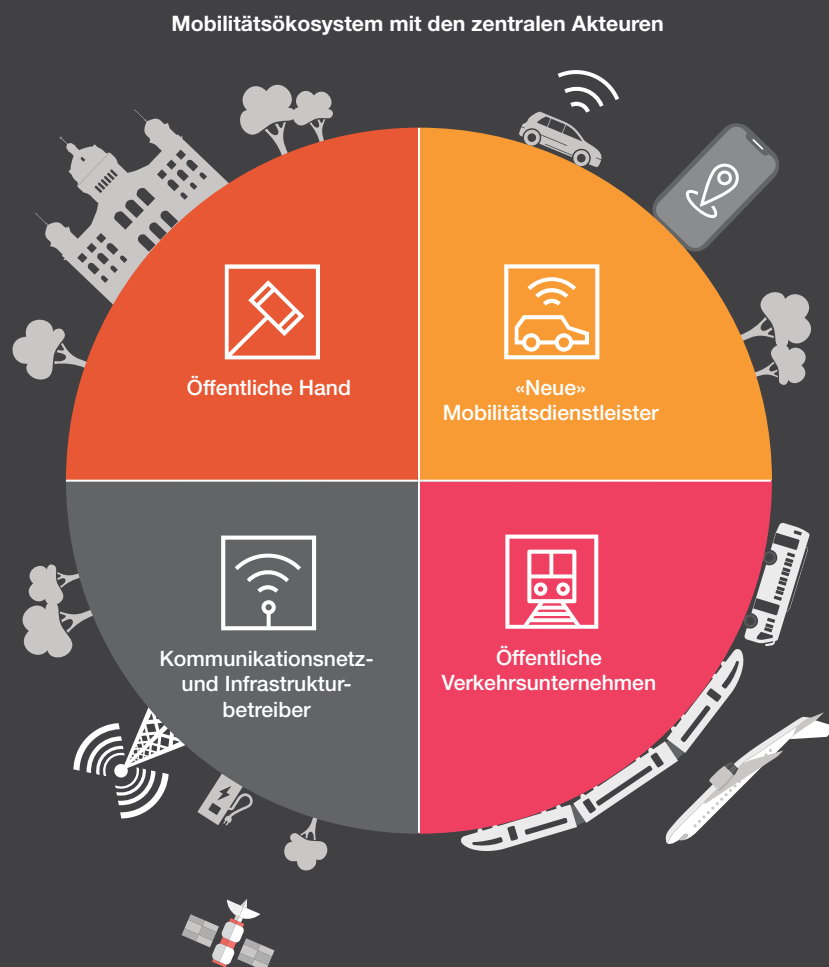 Mobilitätsökosystem mit den zentralen Akteuren
Öffentliche Hand
«Neue»
Mobilitätsdienstleister
Kommunikationsnetz-
und Infrastruktur-
betreiber
Öffentliche
Verkehrsunternehmen